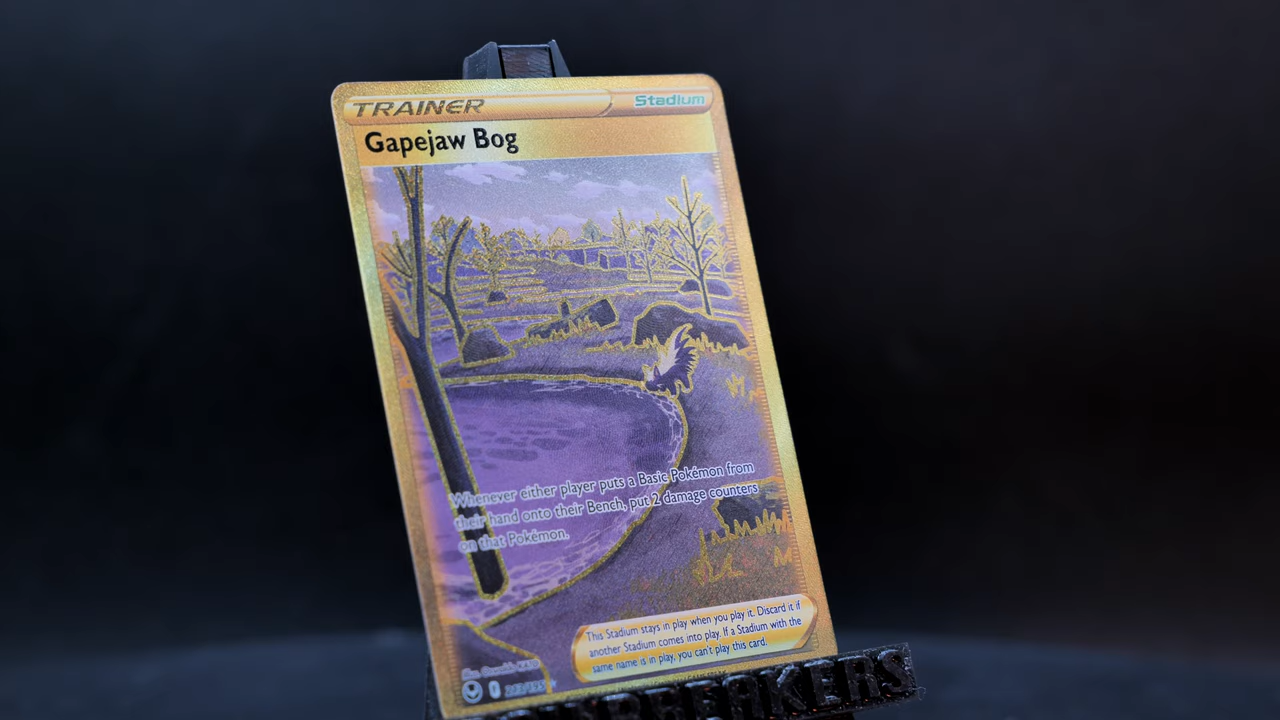 TRAINER
Stadium
Gapejaw Bog
Whenever either player puts a Basic Pokémon from
their hand onto their Bench, put 2 damage counters
on that Pokémon.
This Stadium stays in play when you play it. Discard it if
another Stadium comes into play. If a Stadium with the
same name is in play, you can't play this card.